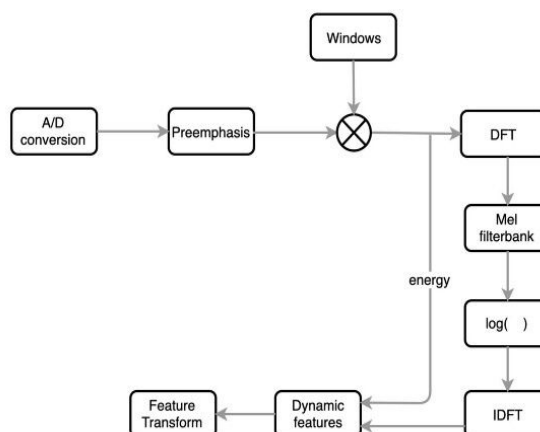 Windows
A/D
conversion
Preemphasis
DFT
Mel
filterbank
energy
log( )
Feature
Transform
Dynamic
features
IDFT